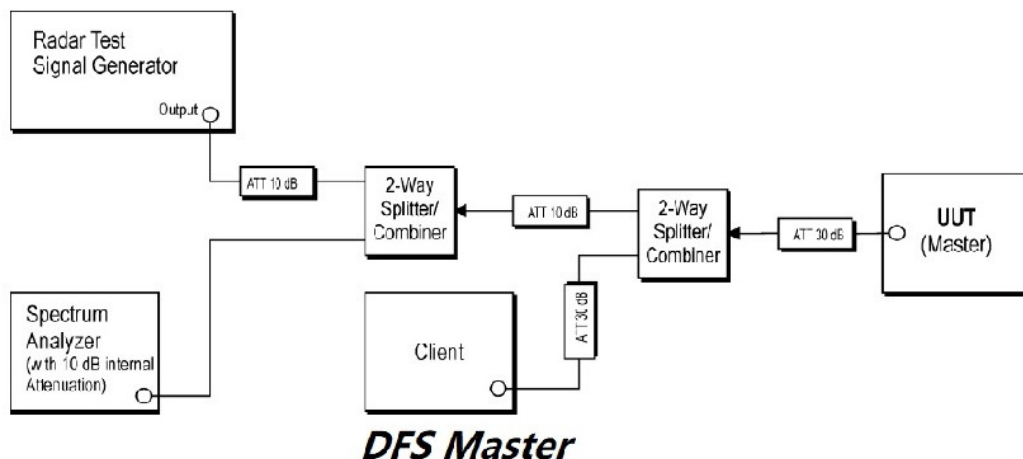 Radar Test
Signal Generator
Output
ATT 10 dB
2-Way
Splitter/
Combiner
ATT 10 dB
2-Way
Splitter/
Combiner
ATT 30 dB
UUT
(Master)
Spectrum
Analyzer
(with 10 dB internal
Attenuation)
Client
ATT 30 dB
DFS Master